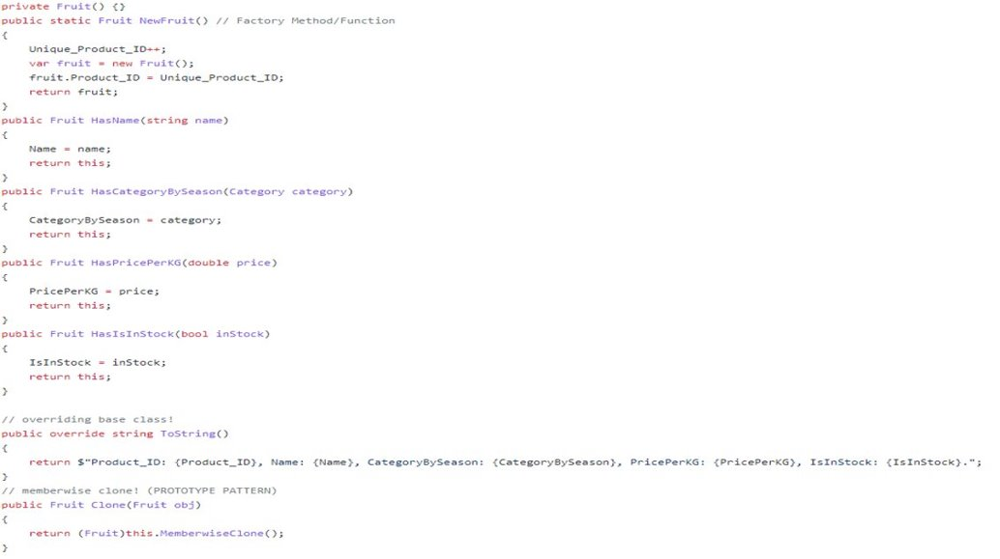 private Fruit() {}
public static Fruit NewFruit() // Factory Method/Function
{
    Unique_Product_ID++;
    var fruit = new Fruit();
    fruit.Product_ID = Unique_Product_ID;
    return fruit;
}
public Fruit HasName(string name)
{
    Name = name;
    return this;
}
public Fruit HasCategoryBySeason(Category category)
{
    CategoryBySeason = category;
    return this;
}
public Fruit HasPricePerKG(double price)
{
    PricePerKG = price;
    return this;
}
public Fruit HasIsInStock(bool inStock)
{
    IsInStock = inStock;
    return this;
}

// overriding base class!
public override string ToString()
{
    return $"Product_ID: {Product_ID}, Name: {Name}, CategoryBySeason: {CategoryBySeason}, PricePerKG: {PricePerKG}, IsInStock: {IsInStock}.";
}
// memberwise clone! (PROTOTYPE PATTERN)
public Fruit Clone(Fruit obj)
{
    return (Fruit)this.MemberwiseClone();
}